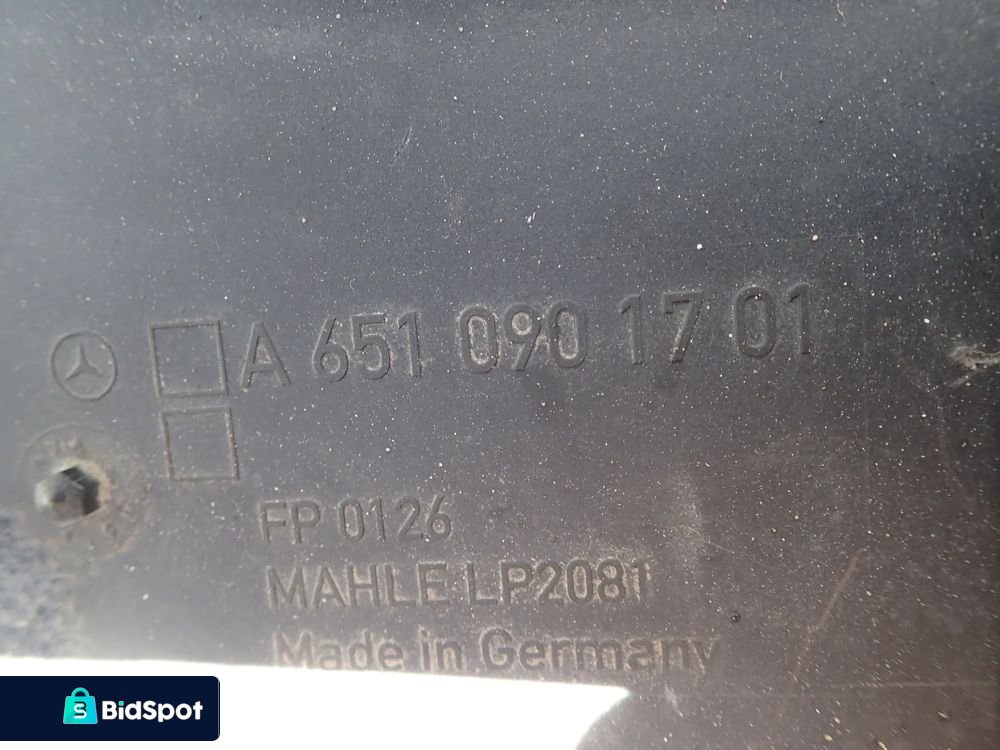 A 651 090 17 01
FP 0126
MAHLE LP2081
Made in Germany
BidSpot